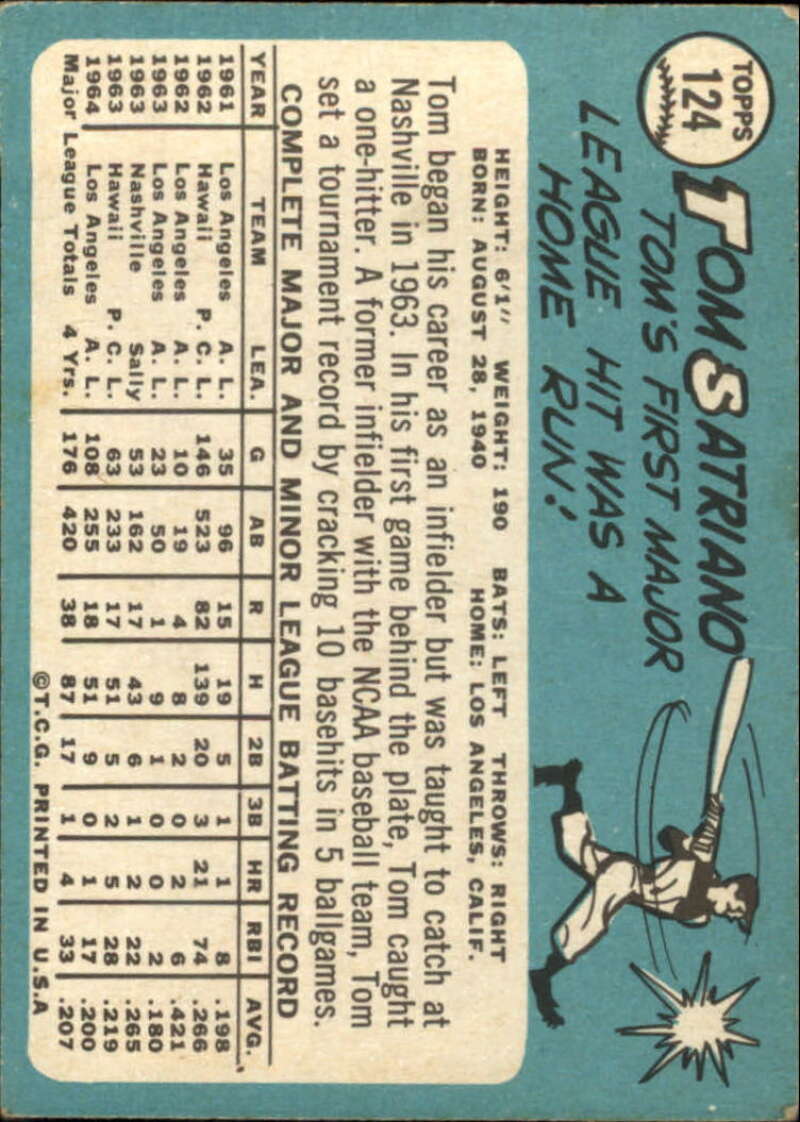 TOPPS
124
TOM SATRIANO
TOM'S FIRST MAJOR
LEAGUE HIT WAS A
HOME RUN!
HEIGHT: 6'1" WEIGHT: 190 BATS: LEFT THROWS: RIGHT
BORN: AUGUST 28, 1940 HOME: LOS ANGELES, CALIF.
Tom began his career as an infielder but was taught to catch at
Nashville in 1963. In his first game behind the plate, Tom caught
a one-hitter. A former infielder with the NCAA baseball team, Tom
set a tournament record by cracking 10 basehits in 5 ballgames.
COMPLETE MAJOR AND MINOR LEAGUE BATTING RECORD
YEAR TEAM LEA. G AB R H 2B 3B HR RBI AVG.
1961 Los Angeles A. L. 35 96 15 19 5 1 1 8 .198
1962 Hawaii P. C. L. 146 523 82 139 20 3 21 74 .266
1962 Los Angeles A. L. 10 19 4 8 2 0 2 6 .421
1963 Los Angeles A. L. 23 50 1 9 1 0 0 2 .180
1963 Nashville Sally 53 162 17 43 6 1 2 22 .265
1963 Hawaii P. C. L. 63 233 17 51 5 2 5 28 .219
1964 Los Angeles A. L. 108 255 18 51 9 0 1 17 .200
Major League Totals 4 Yrs. 176 420 38 87 17 1 4 33 .207
©T.C.G. PRINTED IN U.S.A